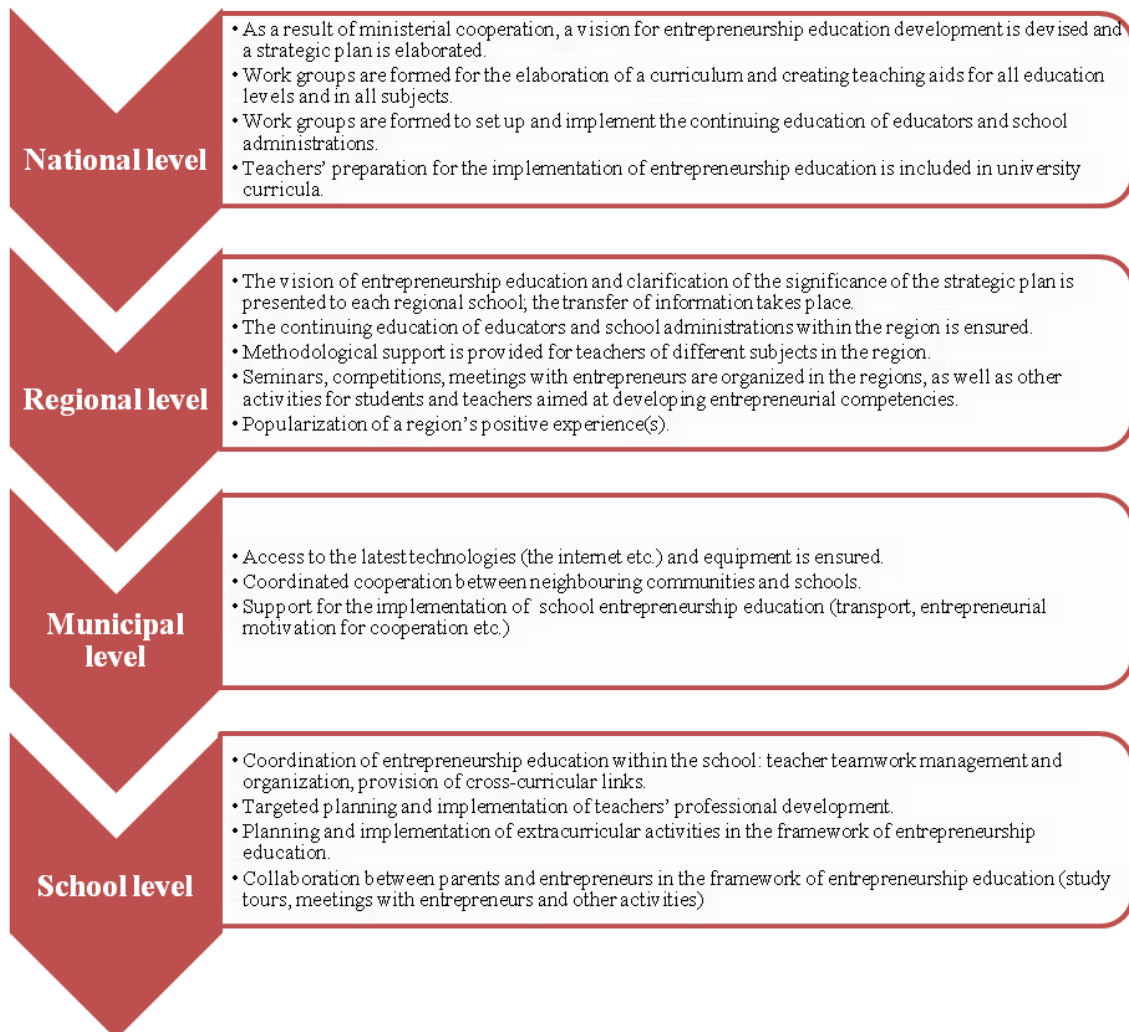 • As a result of ministerial cooperation, a vision for entrepreneurship education development is devised and
a strategic plan is elaborated.
• Work groups are formed for the elaboration of a curriculum and creating teaching aids for all education
levels and in all subjects.
• Work groups are formed to set up and implement the continuing education of educators and school
administrations.
• Teachers’ preparation for the implementation of entrepreneurship education is included in university
curricula.
National level
• The vision of entrepreneurship education and clarification of the significance of the strategic plan is
presented to each regional school; the transfer of information takes place.
• The continuing education of educators and school administrations within the region is ensured.
• Methodological support is provided for teachers of different subjects in the region.
• Seminars, competitions, meetings with entrepreneurs are organized in the regions, as well as other
activities for students and teachers aimed at developing entrepreneurial competencies.
• Popularization of a region’s positive experience(s).
Regional level
• Access to the latest technologies (the internet etc.) and equipment is ensured.
• Coordinated cooperation between neighbouring communities and schools.
• Support for the implementation of school entrepreneurship education (transport, entrepreneurial
motivation for cooperation etc.)
Municipal
level
• Coordination of entrepreneurship education within the school: teacher teamwork management and
organization, provision of cross-curricular links.
• Targeted planning and implementation of teachers’ professional development.
• Planning and implementation of extracurricular activities in the framework of entrepreneurship
education.
• Collaboration between parents and entrepreneurs in the framework of entrepreneurship education (study
tours, meetings with entrepreneurs and other activities)
School level